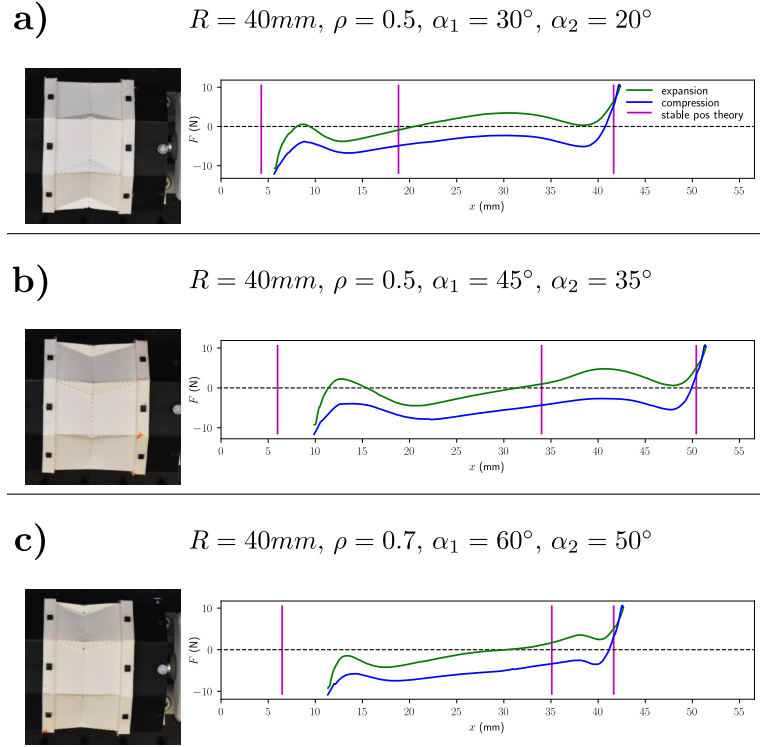 a) R = 40mm, ρ = 0.5, α₁ = 30°, α₂ = 20°
10
0
−10
F (N)
expansion
compression
stable pos theory
0 5 10 15 20 25 30 35 40 45 50 55
x (mm)
b) R = 40mm, ρ = 0.5, α₁ = 45°, α₂ = 35°
10
0
−10
F (N)
0 5 10 15 20 25 30 35 40 45 50 55
x (mm)
c) R = 40mm, ρ = 0.7, α₁ = 60°, α₂ = 50°
10
0
−10
F (N)
0 5 10 15 20 25 30 35 40 45 50 55
x (mm)